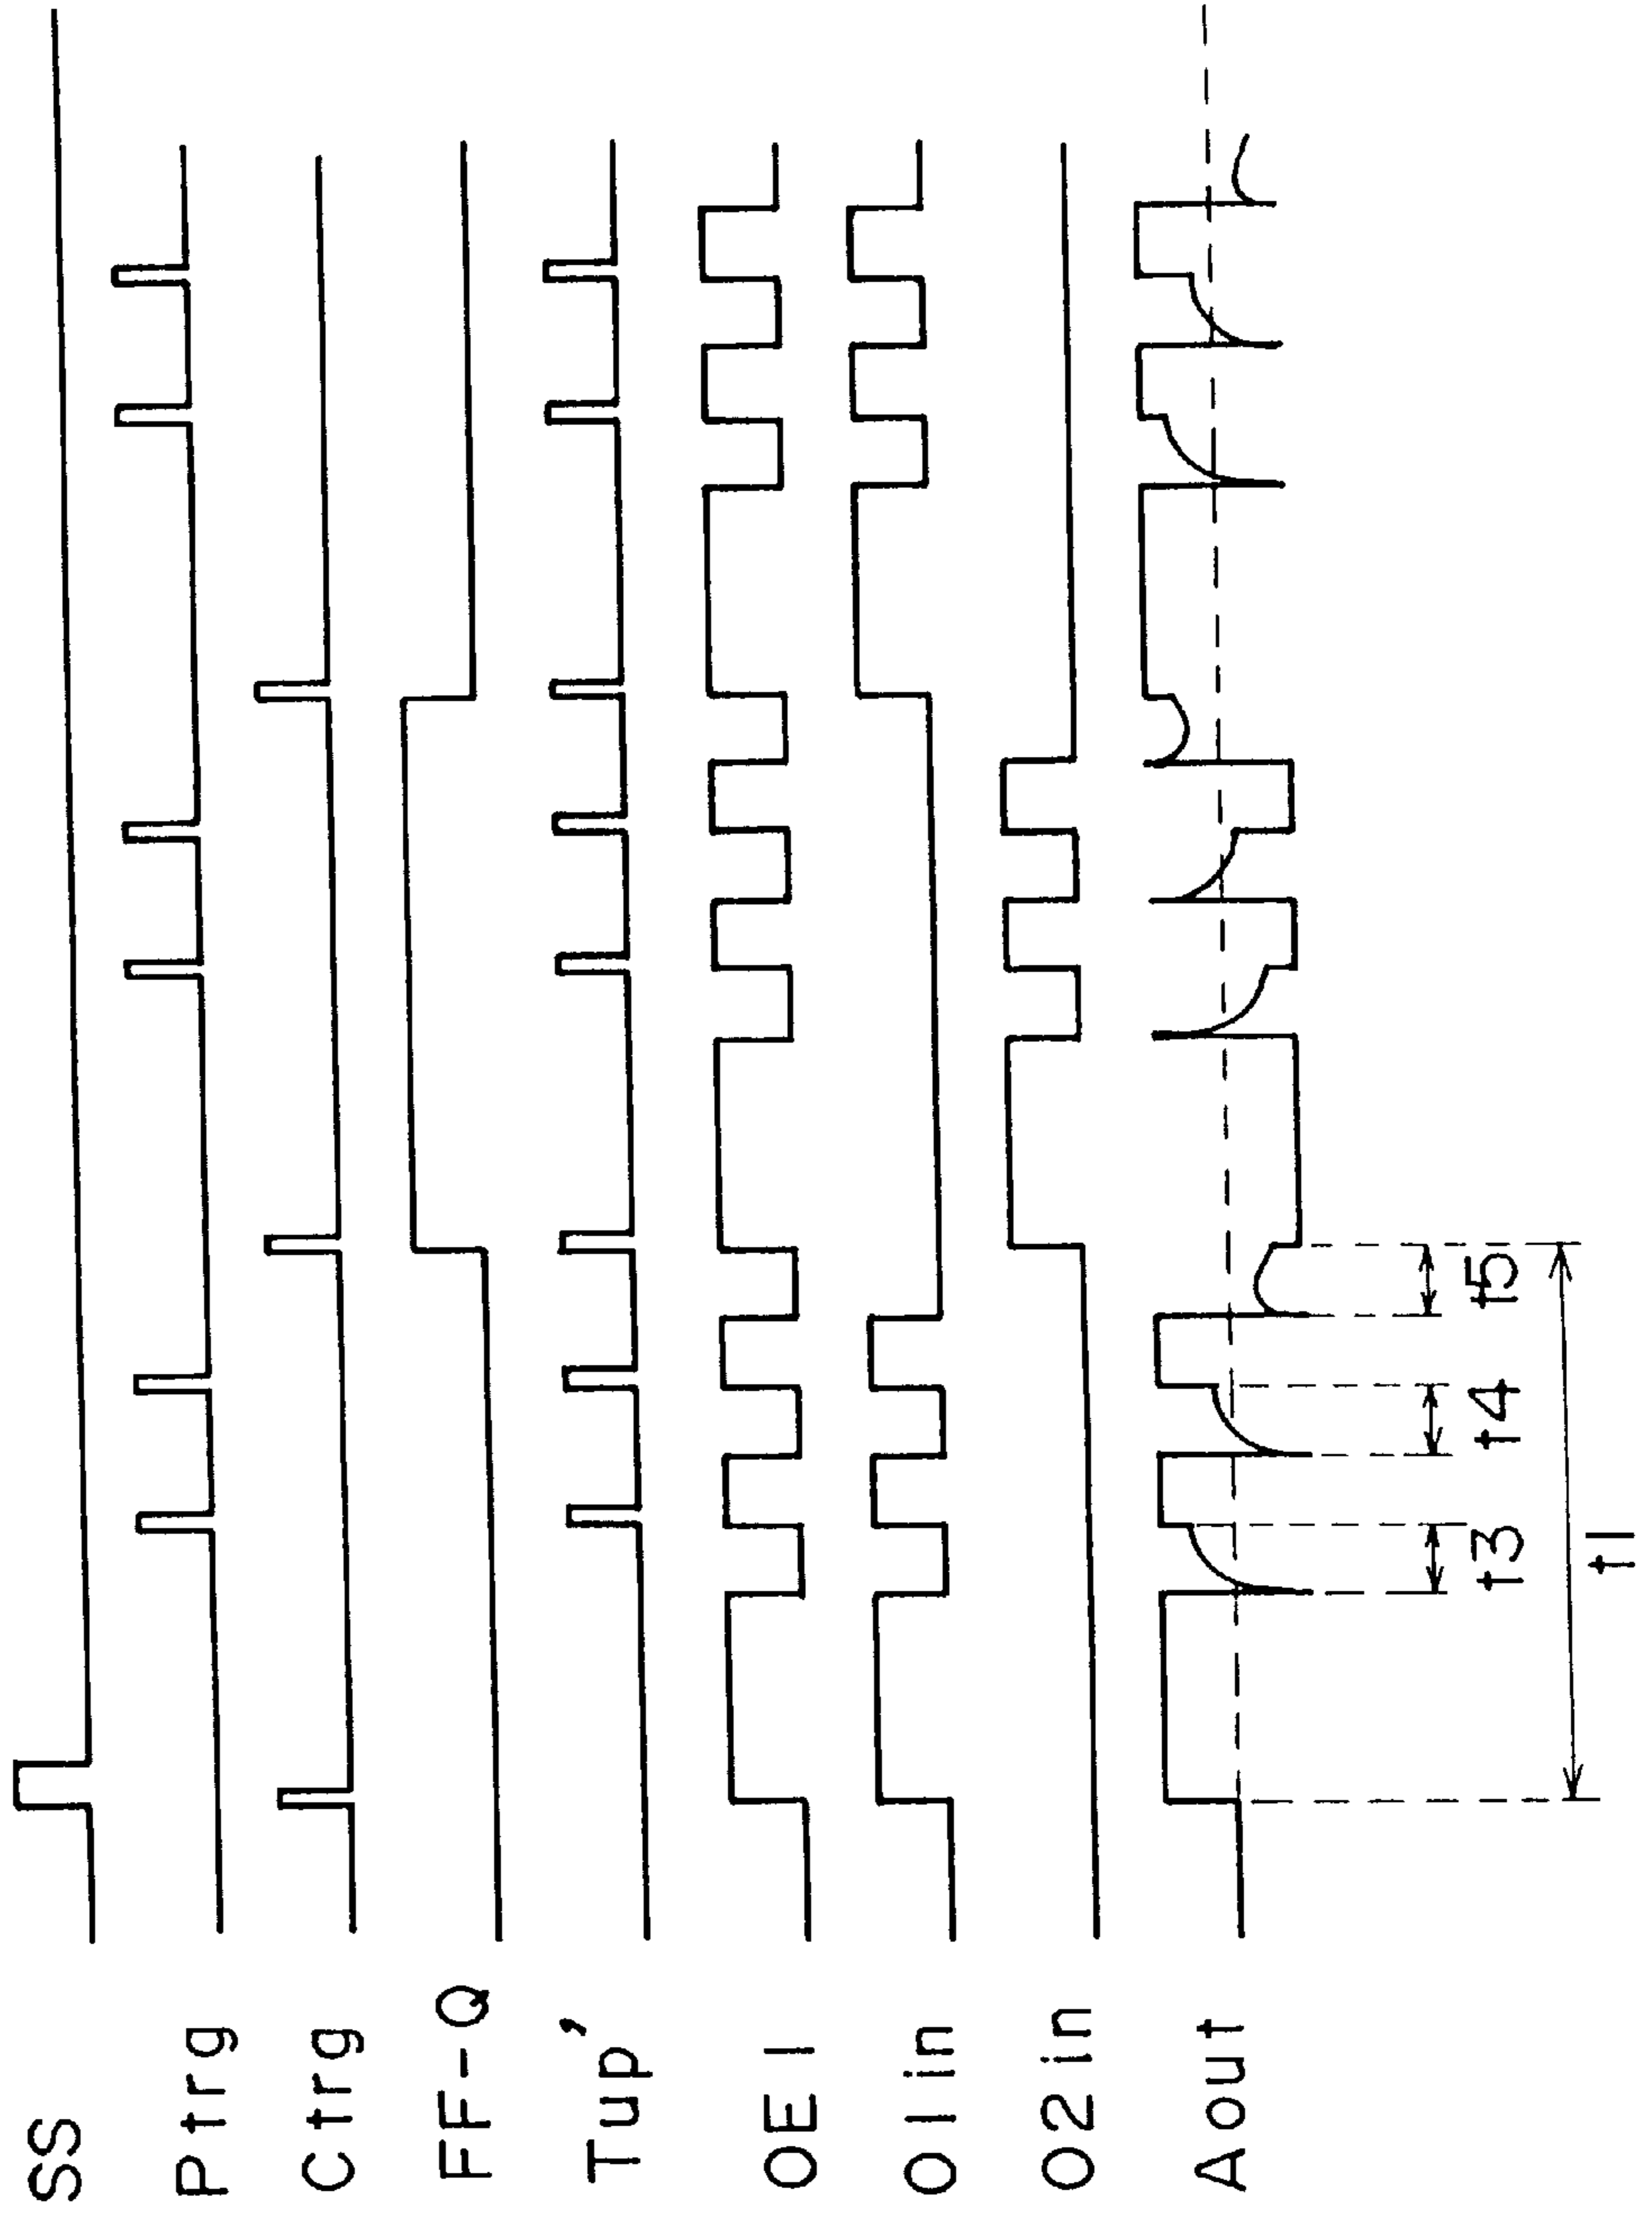 SS
Ptrg
Ctrg
FF-Q
Tup'
OE1
O1in
O2in
Aout
t3
t4
t5
t1